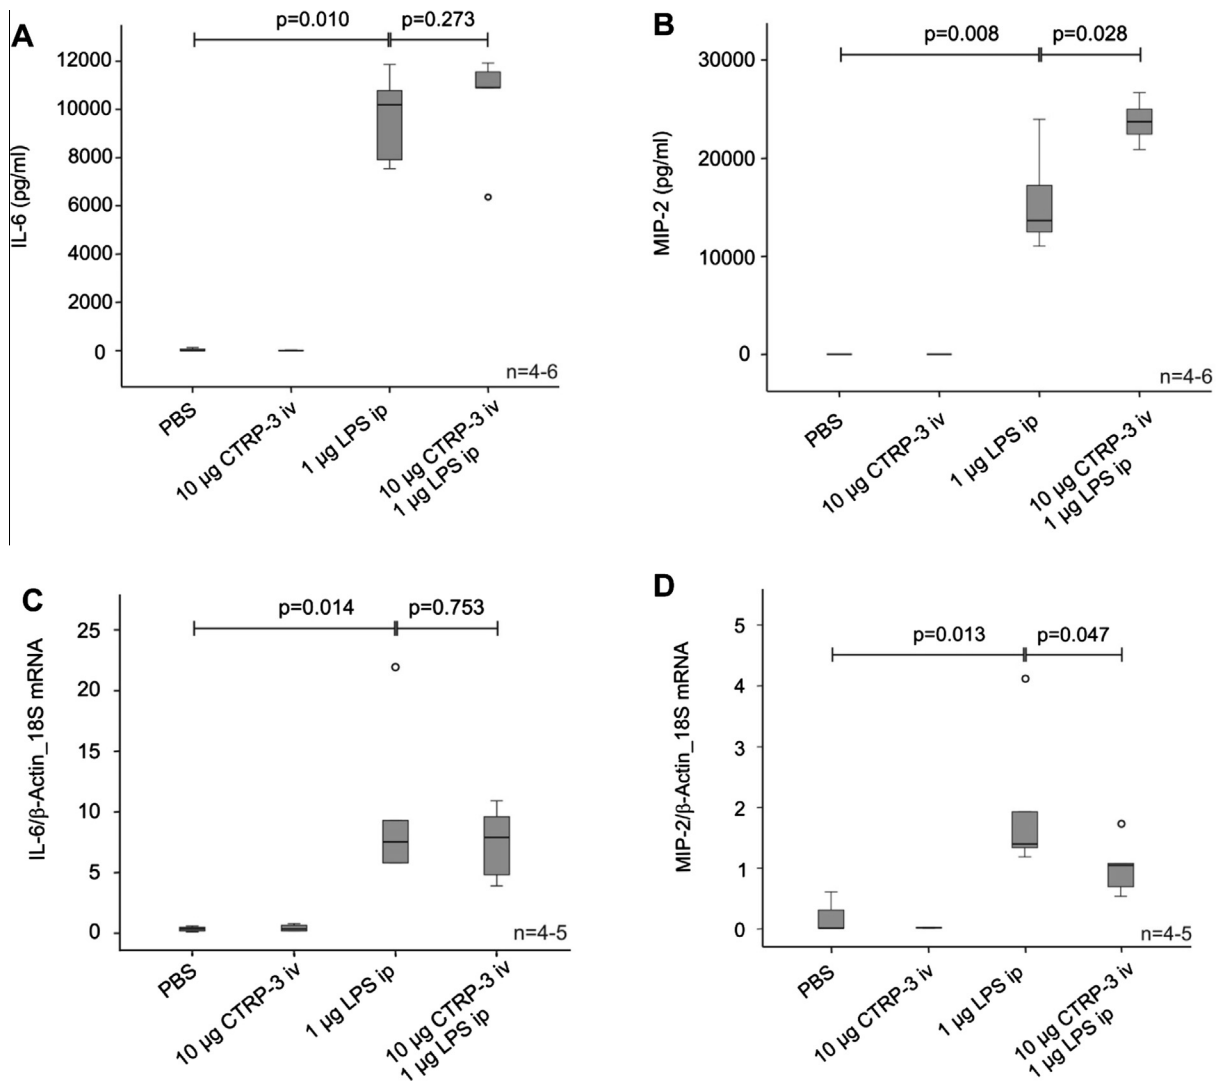 A
p=0.010
p=0.273
IL-6 (pg/ml)
12000
10000
8000
6000
4000
2000
0
n=4-6
PBS
10 µg CTRP-3 iv
1 µg LPS ip
10 µg CTRP-3 iv
1 µg LPS ip
B
p=0.008
p=0.028
MIP-2 (pg/ml)
30000
20000
10000
0
n=4-6
PBS
10 µg CTRP-3 iv
1 µg LPS ip
10 µg CTRP-3 iv
1 µg LPS ip
C
p=0.014
p=0.753
IL-6/β-Actin_18S mRNA
25
20
15
10
5
0
n=4-5
PBS
10 µg CTRP-3 iv
1 µg LPS ip
10 µg CTRP-3 iv
1 µg LPS ip
D
p=0.013
p=0.047
MIP-2/β-Actin_18S mRNA
5
4
3
2
1
0
n=4-5
PBS
10 µg CTRP-3 iv
1 µg LPS ip
10 µg CTRP-3 iv
1 µg LPS ip